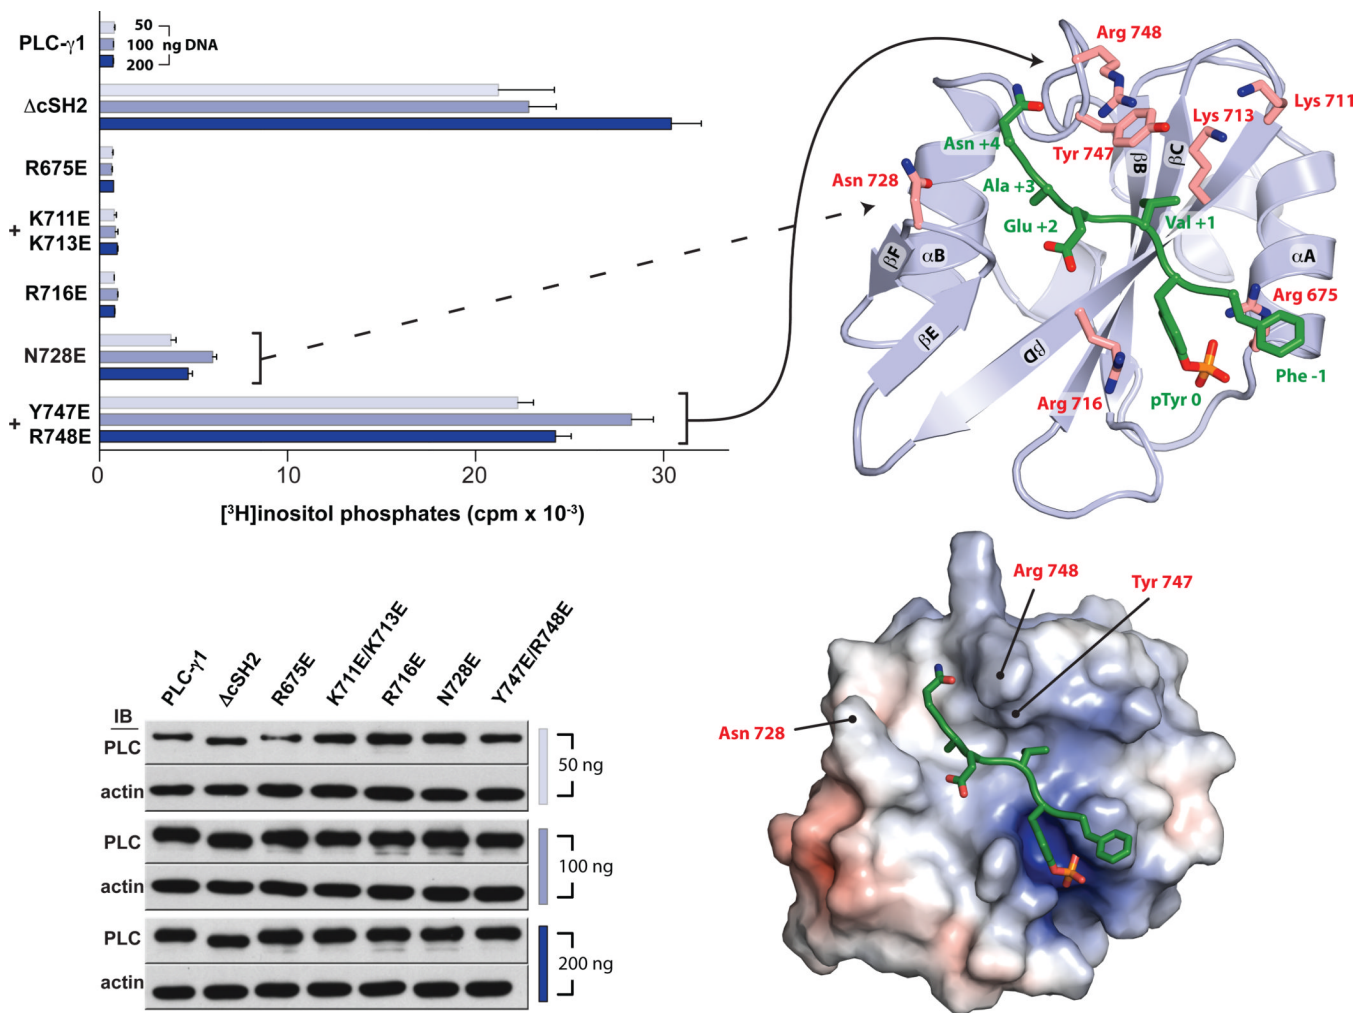 PLC-γ1
50
100 ng DNA
200
ΔcSH2
R675E
+ K711E
K713E
R716E
N728E
+ Y747E
R748E
0 10 20 30
[³H]inositol phosphates (cpm x 10⁻³)
Arg 748
Lys 711
Lys 713
Asn +4
Tyr 747
βB
βC
Asn 728
Ala +3
Glu +2
Val +1
βF
αB
αA
Arg 675
βE
βD
Arg 716
pTyr 0
Phe -1
PLC-γ1
ΔcSH2
R675E
K711E/K713E
R716E
N728E
Y747E/R748E
IB
PLC
actin
50 ng
PLC
actin
100 ng
PLC
actin
200 ng
Arg 748
Tyr 747
Asn 728